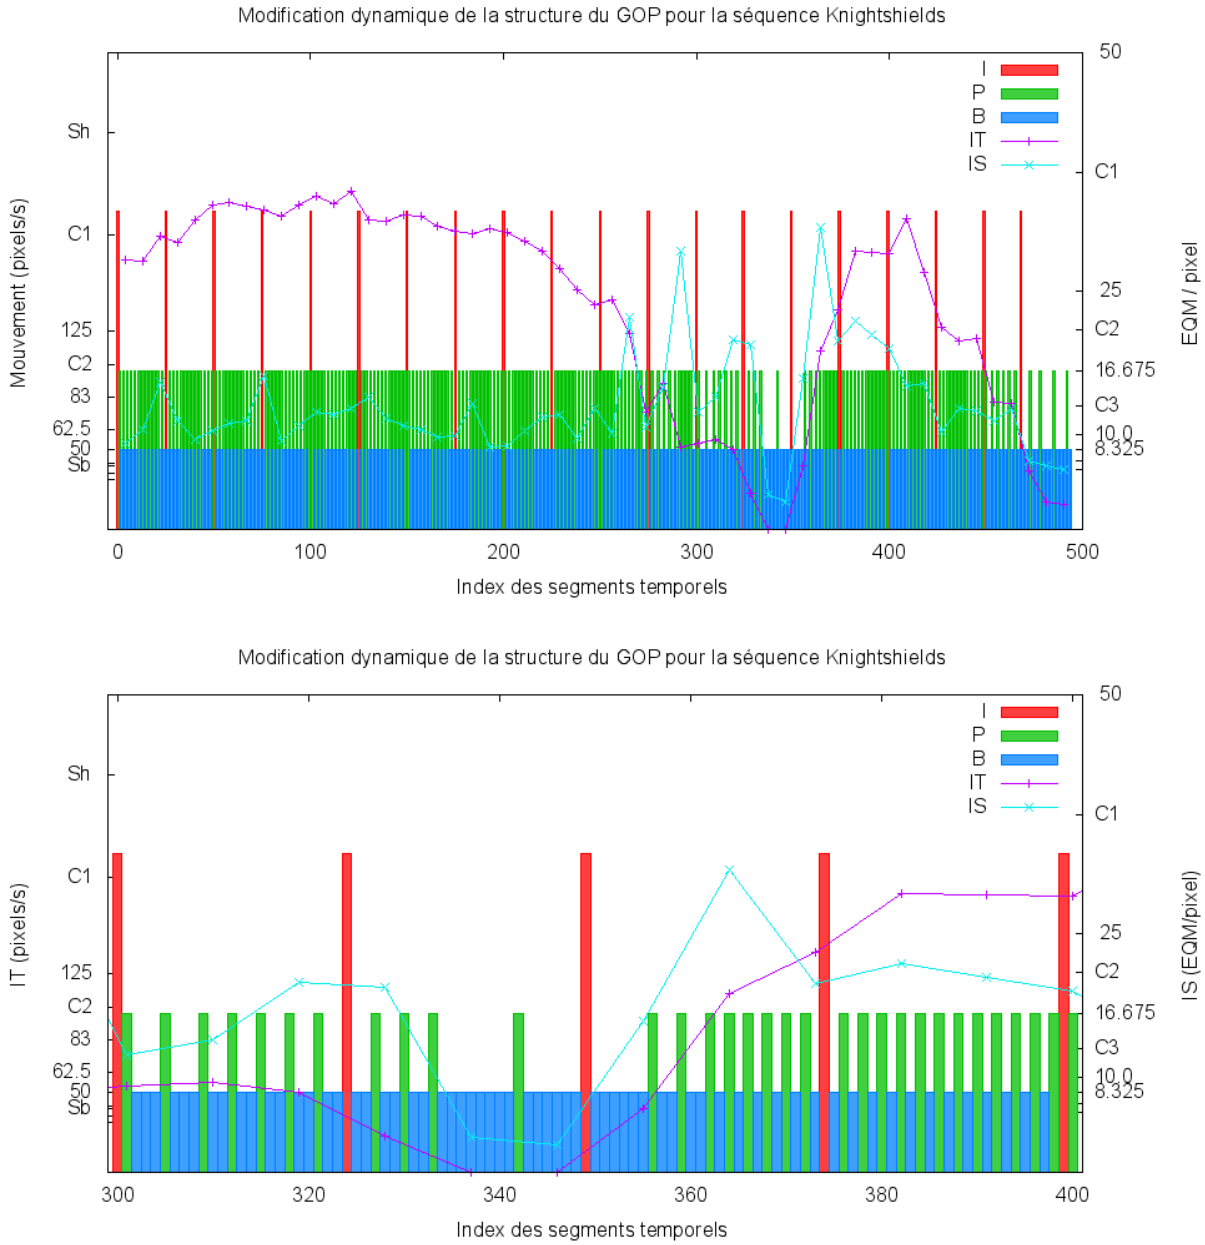 Modification dynamique de la structure du GOP pour la séquence Knightshields
50
I
P
B
IT
IS
Sh
C1
C1
25
125
C2
C2
16.675
83
C3
62.5
10.0
50
8.325
Sb
0
100
200
300
400
500
Mouvement (pixels/s)
EQM / pixel
Index des segments temporels
Modification dynamique de la structure du GOP pour la séquence Knightshields
50
I
P
B
IT
IS
Sh
C1
C1
25
125
C2
C2
16.675
83
C3
62.5
10.0
50
8.325
Sb
300
320
340
360
380
400
IT (pixels/s)
IS (EQM/pixel)
Index des segments temporels